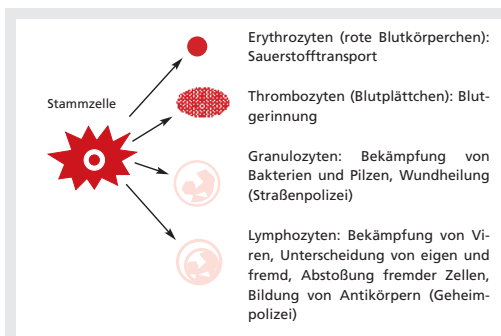 Erythrozyten (rote Blutkörperchen):
Sauerstofftransport
Stammzelle
Thrombozyten (Blutplättchen): Blut-
gerinnung
Granulozyten: Bekämpfung von
Bakterien und Pilzen, Wundheilung
(Straßenpolizei)
Lymphozyten: Bekämpfung von Vi-
ren, Unterscheidung von eigen und
fremd, Abstoßung fremder Zellen,
Bildung von Antikörpern (Geheim-
polizei)